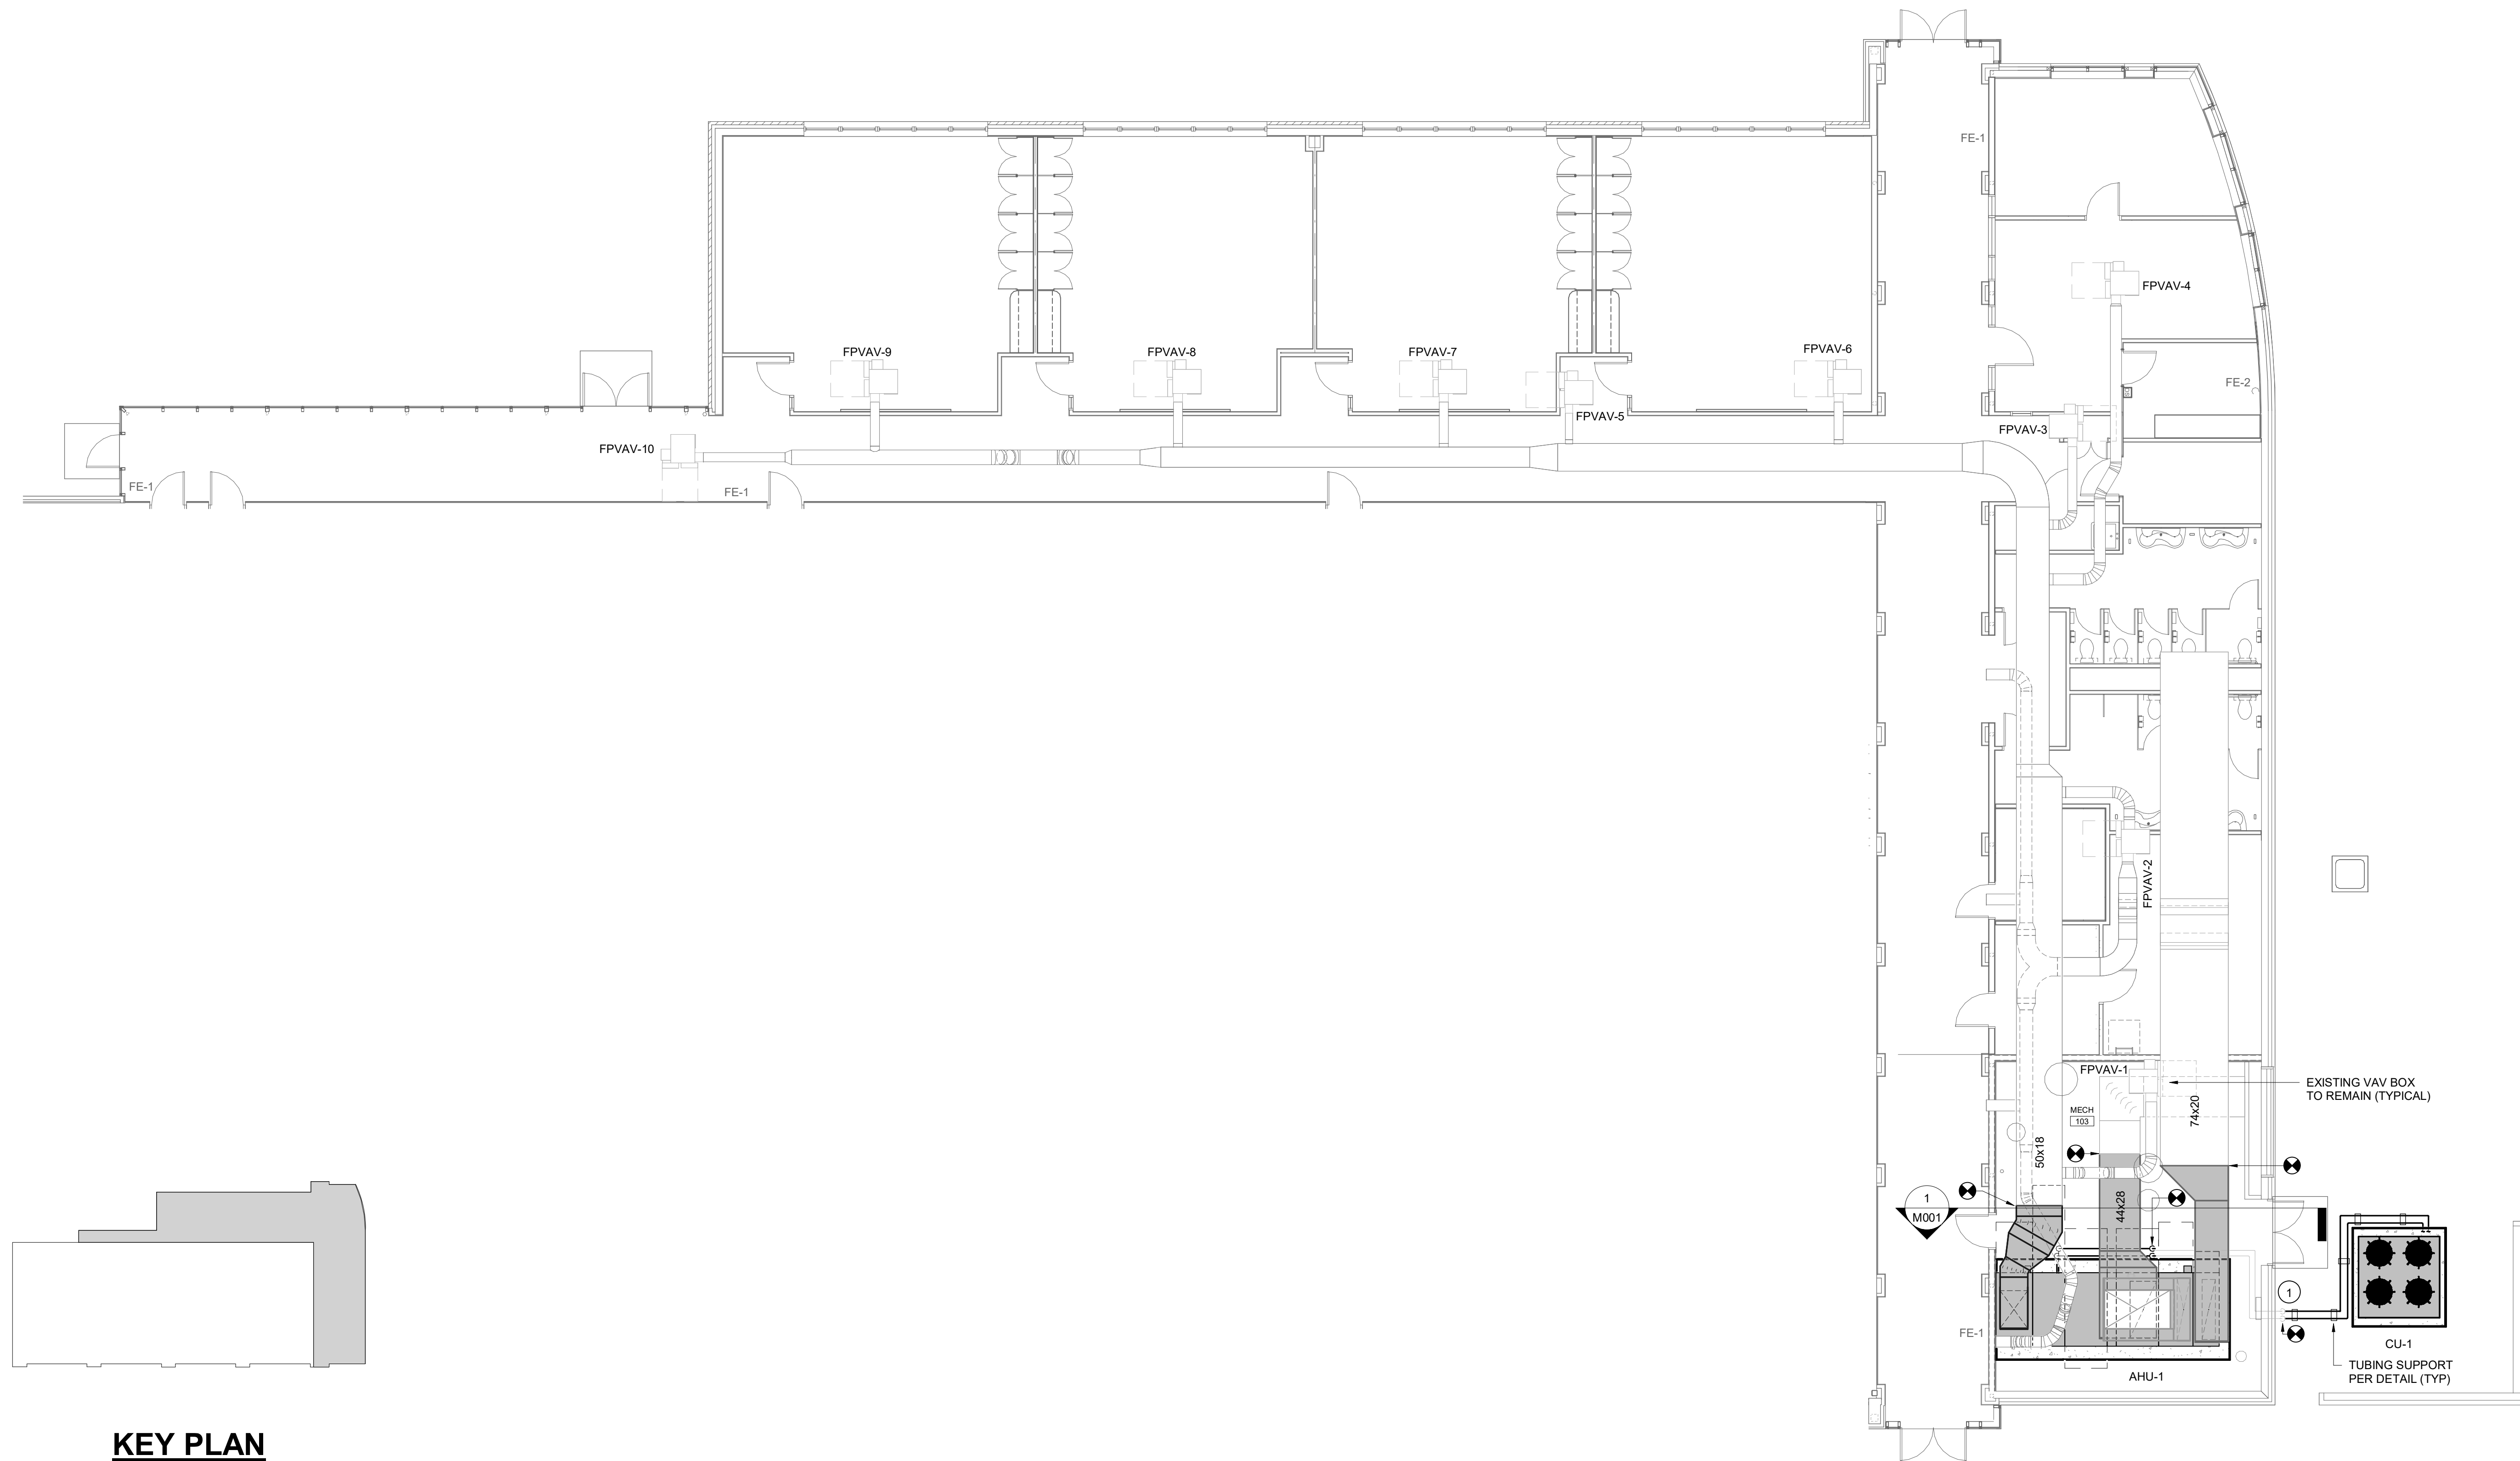 FE-1
FPVAV-4
FPVAV-9
FPVAV-8
FPVAV-7
FPVAV-6
FE-2
FPVAV-5
FPVAV-3
FPVAV-10
FE-1
FE-1
FPVAV-2
FPVAV-1
EXISTING VAV BOX
TO REMAIN (TYPICAL)
MECH
103
74x20
50x18
44x28
1
M001
1
FE-1
CU-1
TUBING SUPPORT
PER DETAIL (TYP)
AHU-1
KEY PLAN